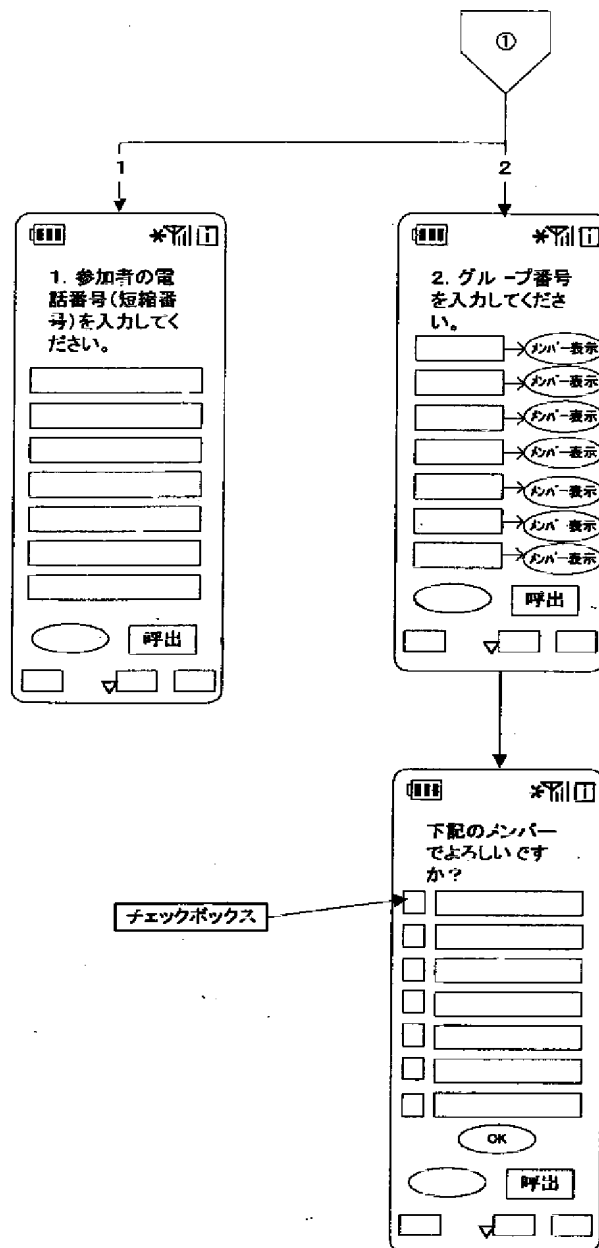 ①
1
2
1. 参加者の電
話番号(短縮番
号)を入力してく
ださい。
呼出
2. グループ番号
を入力してくださ
い。
メンバー表示
メンバー表示
メンバー表示
メンバー表示
メンバー表示
メンバー表示
メンバー表示
呼出
下記のメンバー
でよろしいです
か?
チェックボックス
OK
呼出